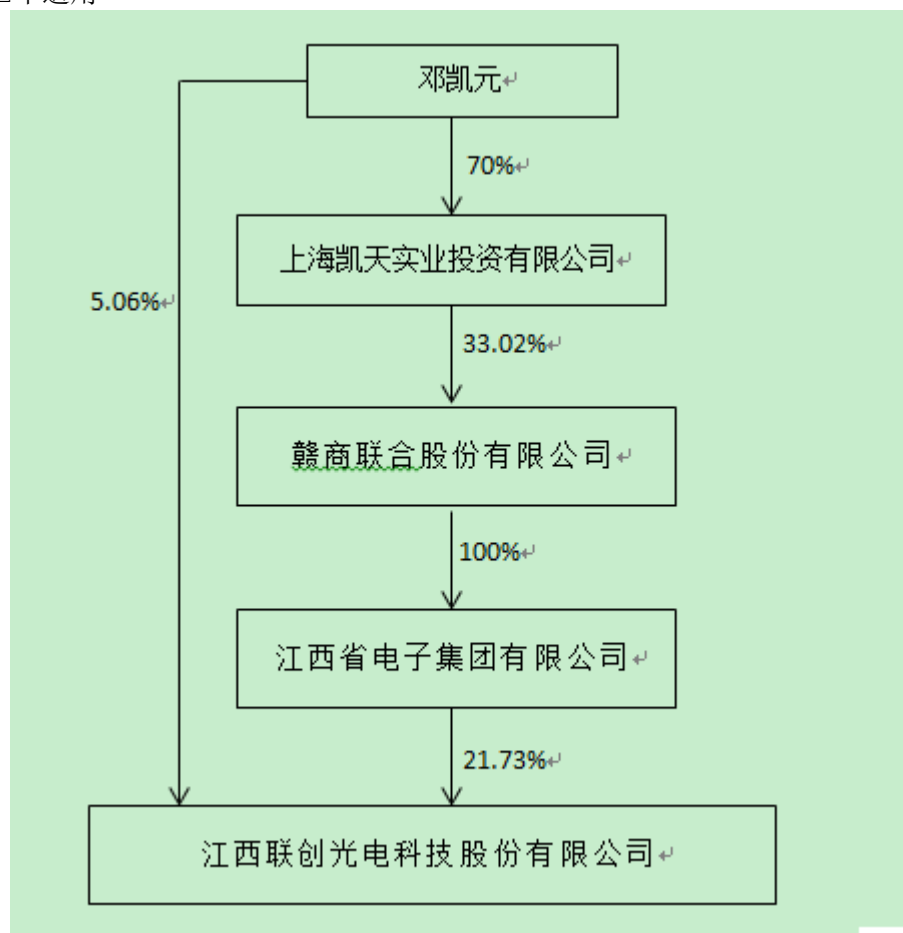 邓凯元
70%
上海凯天实业投资有限公司
5.06%
33.02%
赣商联合股份有限公司
100%
江西省电子集团有限公司
21.73%
江西联创光电科技股份有限公司